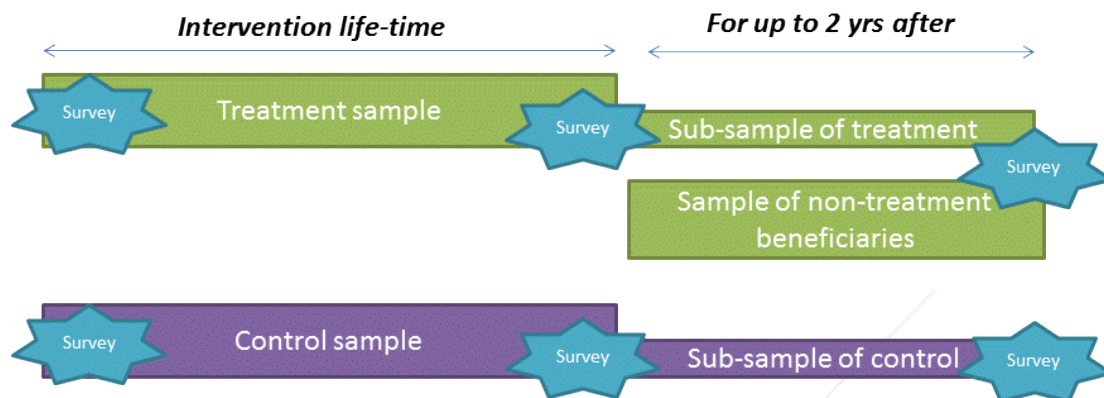 Intervention life-time
For up to 2 yrs after
Survey
Treatment sample
Survey
Sub-sample of treatment
Survey
Sample of non-treatment
beneficiaries
Survey
Control sample
Survey
Sub-sample of control
Survey